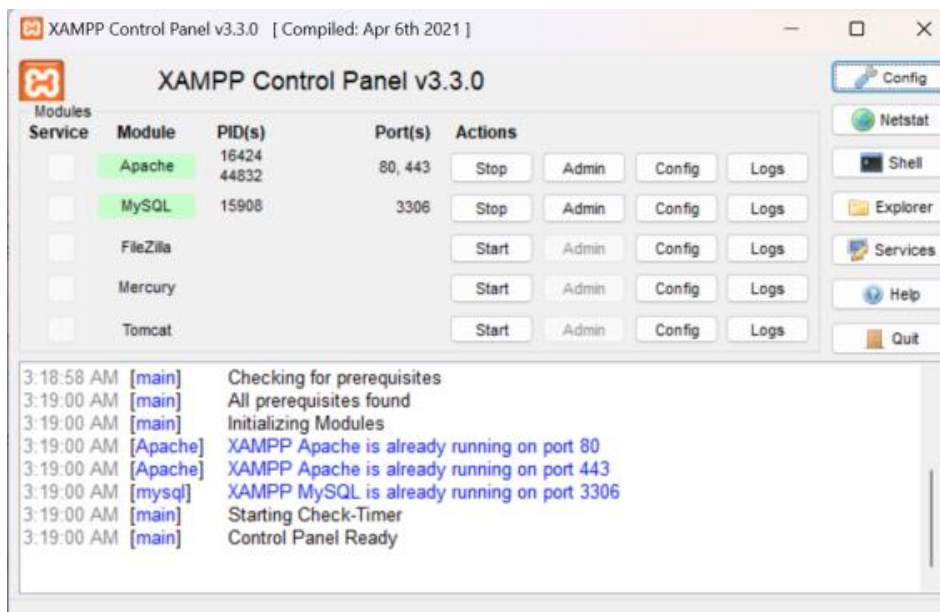 XAMPP Control Panel v3.3.0 [ Compiled: Apr 6th 2021 ]
XAMPP Control Panel v3.3.0
Config
Modules
Service Module PID(s) Port(s) Actions
Netstat
Apache 16424 44832 80, 443 Stop Admin Config Logs
Shell
MySQL 15908 3306 Stop Admin Config Logs
Explorer
FileZilla Start Admin Config Logs
Services
Mercury Start Admin Config Logs
Help
Tomcat Start Admin Config Logs
Quit
3:18:58 AM [main] Checking for prerequisites
3:19:00 AM [main] All prerequisites found
3:19:00 AM [main] Initializing Modules
3:19:00 AM [Apache] XAMPP Apache is already running on port 80
3:19:00 AM [Apache] XAMPP Apache is already running on port 443
3:19:00 AM [mysql] XAMPP MySQL is already running on port 3306
3:19:00 AM [main] Starting Check-Timer
3:19:00 AM [main] Control Panel Ready